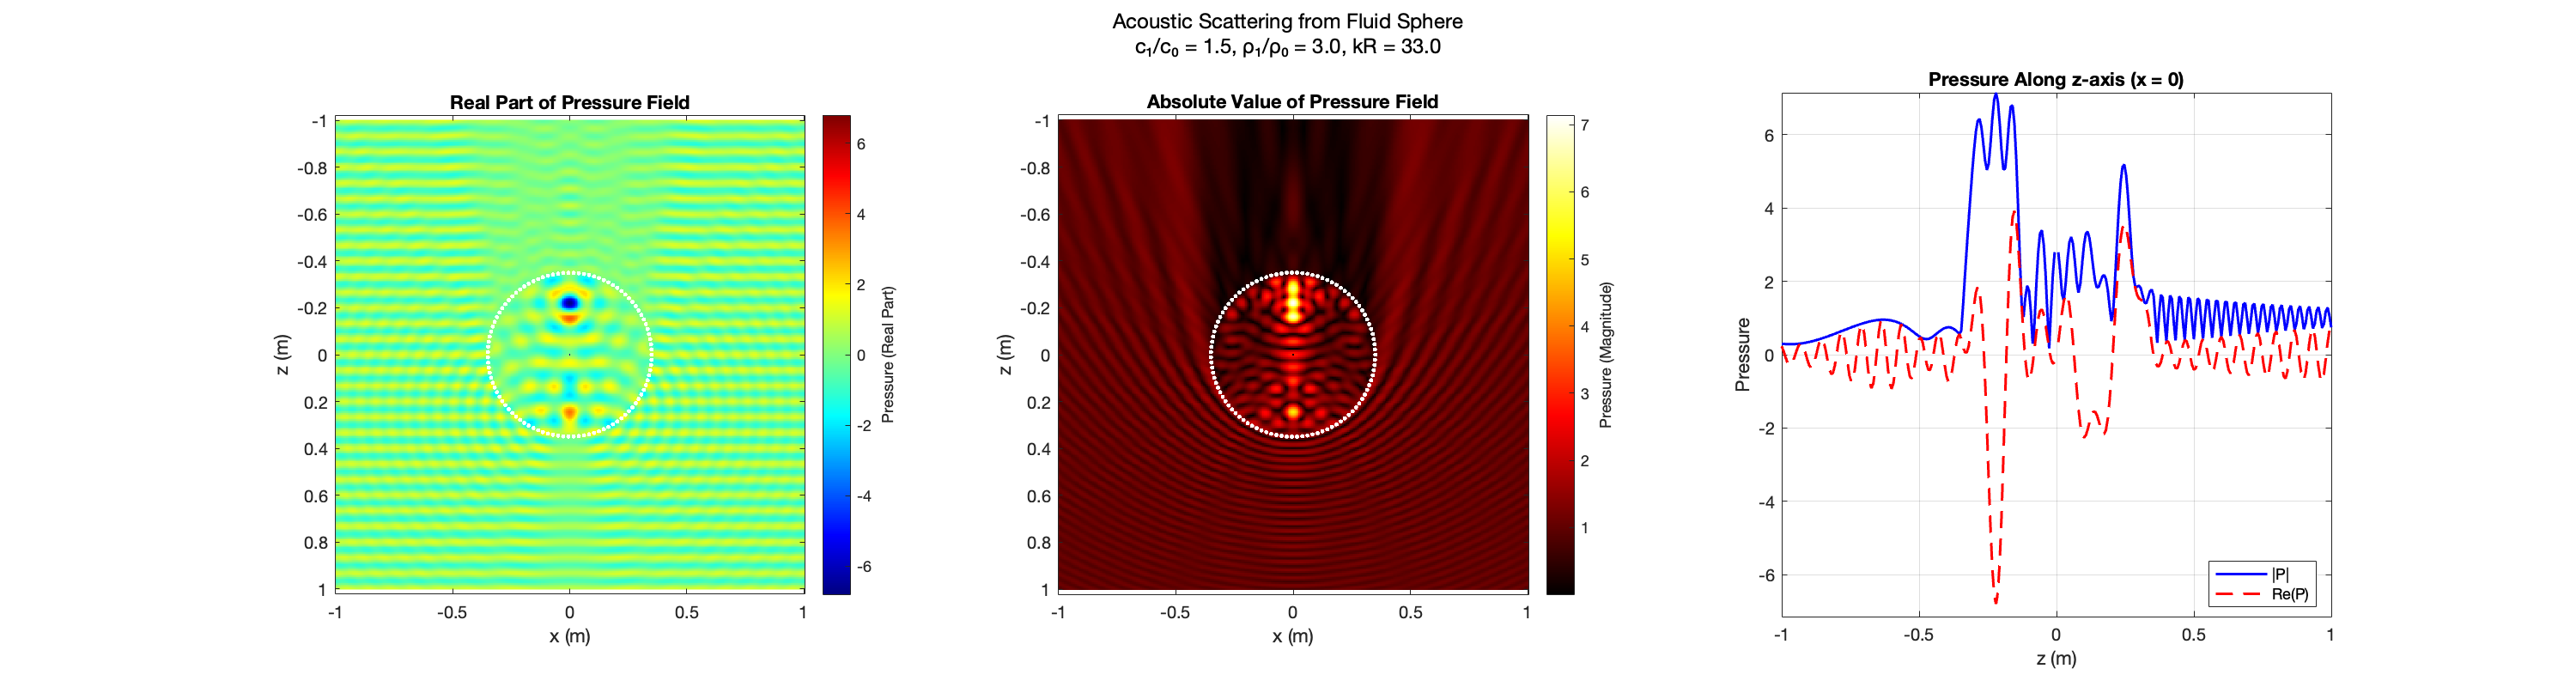 Acoustic Scattering from Fluid Sphere
c₁/c₀ = 1.5, ρ₁/ρ₀ = 3.0, kR = 33.0
Real Part of Pressure Field
-1
-0.8
-0.6
-0.4
-0.2
0
0.2
0.4
0.6
0.8
1
z (m)
-1 -0.5 0 0.5 1
x (m)
6
4
2
0
-2
-4
-6
Pressure (Real Part)
Absolute Value of Pressure Field
-1
-0.8
-0.6
-0.4
-0.2
0
0.2
0.4
0.6
0.8
1
z (m)
-1 -0.5 0 0.5 1
x (m)
7
6
5
4
3
2
1
Pressure (Magnitude)
Pressure Along z-axis (x = 0)
6
4
2
0
-2
-4
-6
Pressure
-1 -0.5 0 0.5 1
z (m)
|P|
Re(P)